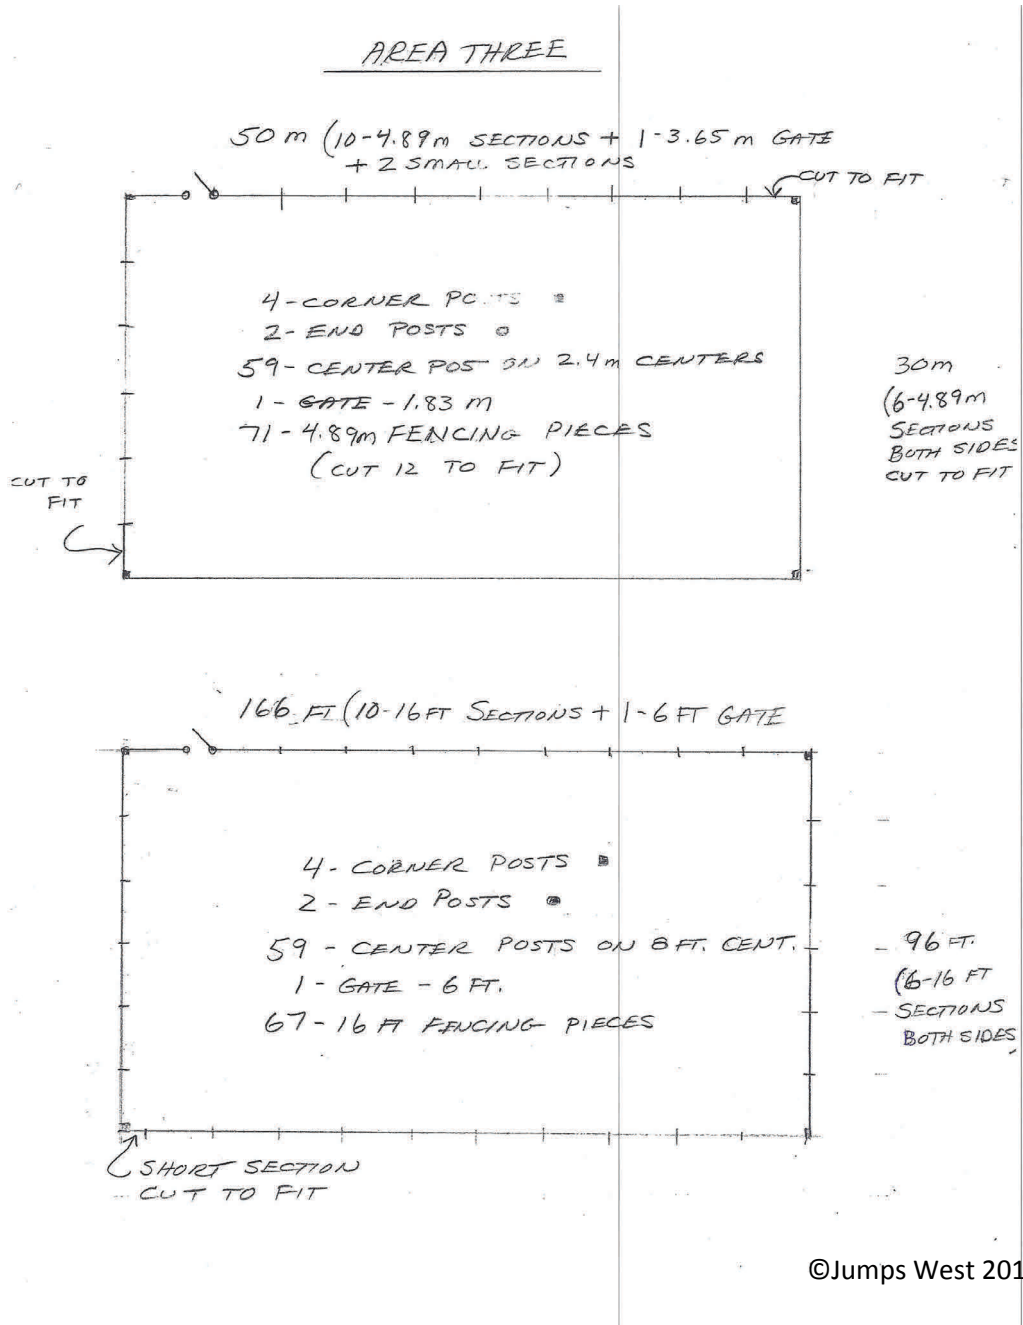 AREA THREE
50 m (10-4.89m SECTIONS + 1-3.65 m GATE
+ 2 SMALL SECTIONS
CUT TO FIT
4-CORNER POSTS
2- END POSTS
59- CENTER POS ON 2.4m CENTERS
1 - GATE - 1.83 m
71-4.89m FENCING PIECES
(CUT 12 TO FIT)
30m
(6-4.89m
SECTIONS
BOTH SIDES
CUT TO FIT
CUT TO
FIT
166 FT (10-16FT SECTIONS + 1-6 FT GATE
4- CORNER POSTS
2 - END POSTS
59 - CENTER POSTS ON 8 FT. CENT.
1 - GATE - 6 FT.
67-16 FT FENCING PIECES
96 FT.
(6-16 FT
SECTIONS
BOTH SIDES
SHORT SECTION
CUT TO FIT
©Jumps West 201